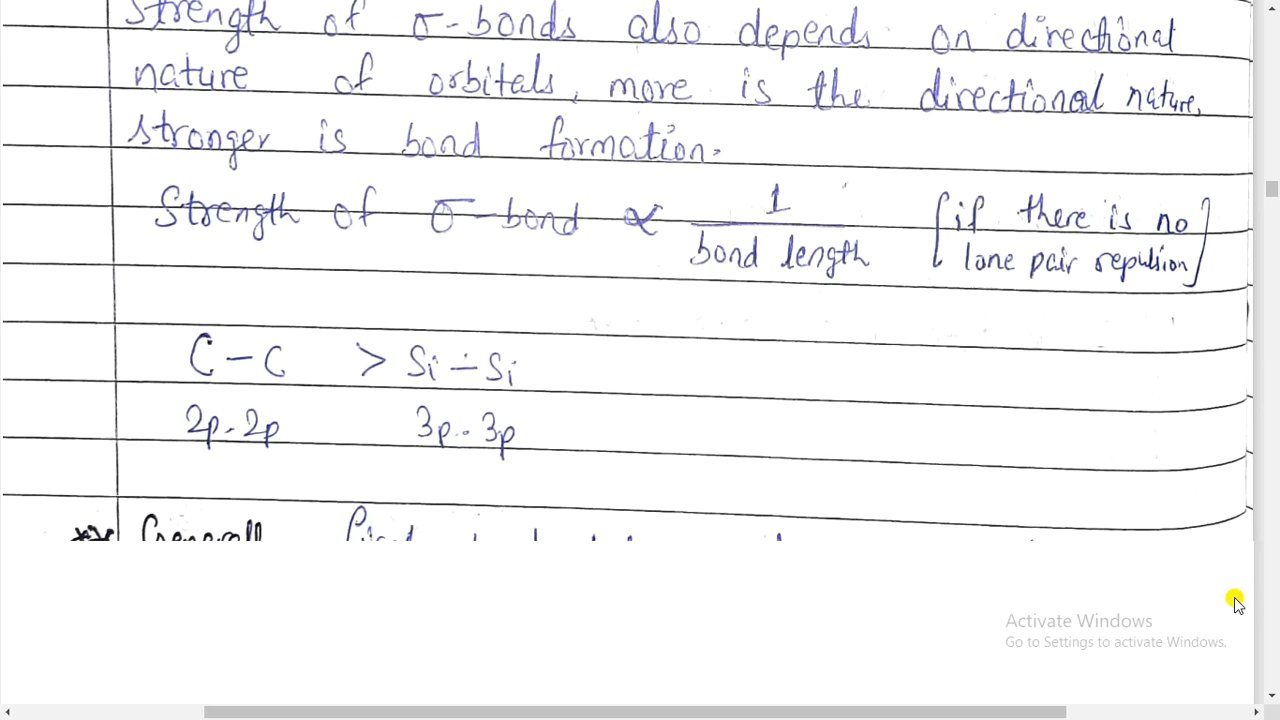 Strength of σ-bonds also depends on directional
nature of orbitals, more is the directional nature,
stronger is bond formation.
Strength of σ-bond ∝ 1/bond length [if there is no lone pair repulsion]
C-C > Si-Si
2p-2p 3p-3p
Activate Windows
Go to Settings to activate Windows.